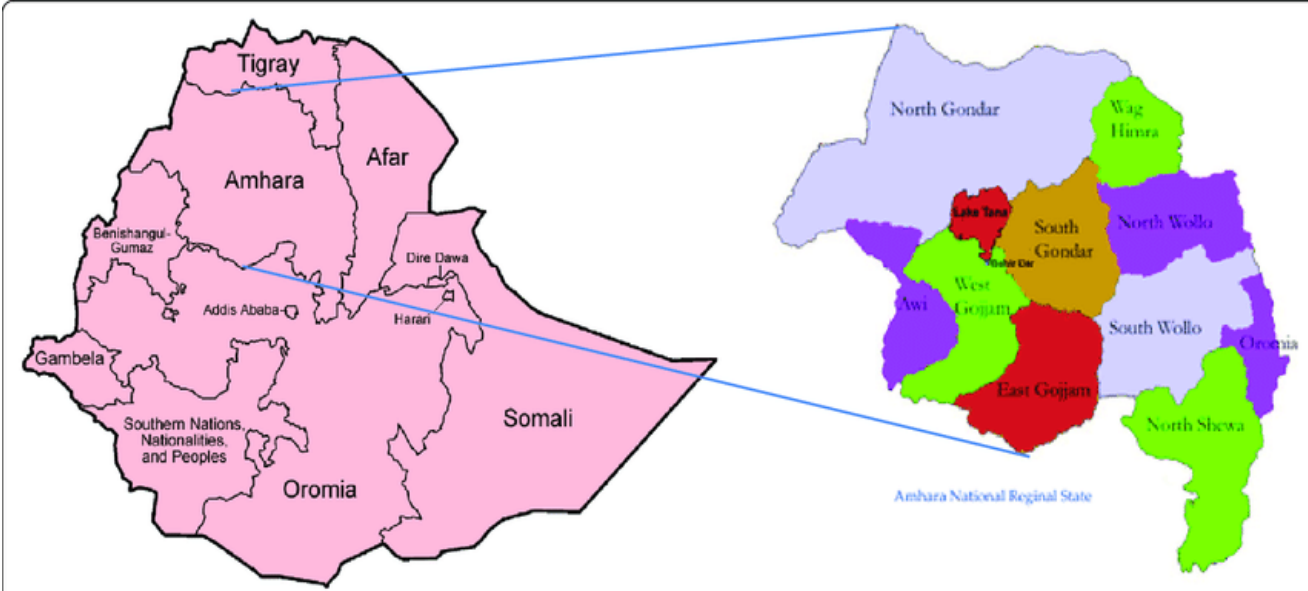 Tigray
Afar
Amhara
Benishangul-
Gumaz
Dire Dawa
Addis Ababa
Harari
Gambela
Southern Nations,
Nationalities,
and Peoples
Somali
Oromia
North Gondar
Wag
Himra
Lake Tana
South
Gondar
North Wollo
Bahir Dar
West
Gojjam
Awi
South Wollo
Oromia
East Gojjam
North Shewa
Amhara National Reginal State